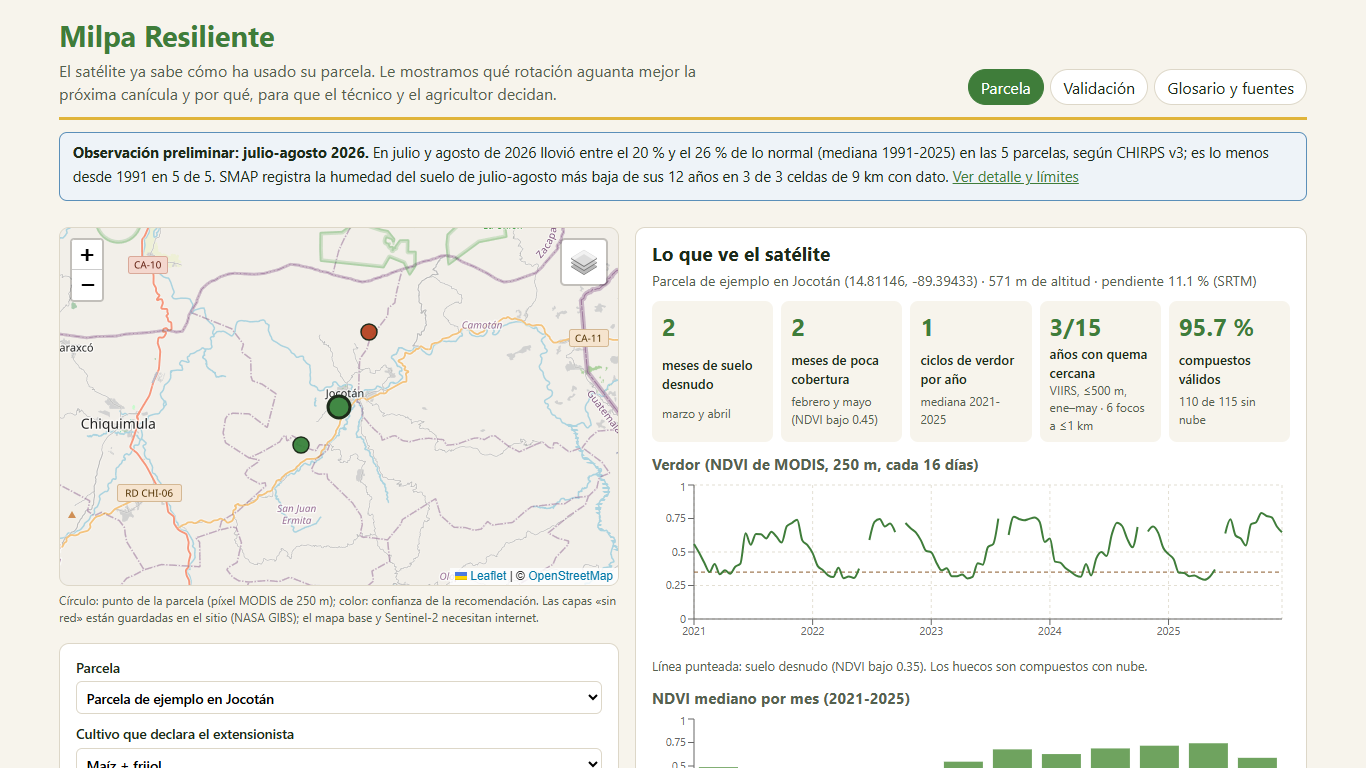 Milpa Resiliente
El satélite ya sabe cómo ha usado su parcela. Le mostramos qué rotación aguanta mejor la
próxima canícula y por qué, para que el técnico y el agricultor decidan.
Parcela
Validación
Glosario y fuentes
Observación preliminar: julio-agosto 2026. En julio y agosto de 2026 llovió entre el 20 % y el 26 % de lo normal (mediana 1991-2025) en las 5 parcelas, según CHIRPS v3; es lo menos
desde 1991 en 5 de 5. SMAP registra la humedad del suelo de julio-agosto más baja de sus 12 años en 3 de 3 celdas de 9 km con dato. Ver detalle y límites
+
−
CA-10
Zacapa
Camotán
CA-11
araxcó
Jocotán
Guatemala
Chiquimula
RD CHI-06
San Juan
Ermita
Leaflet | © OpenStreetMap
Círculo: punto de la parcela (píxel MODIS de 250 m); color: confianza de la recomendación. Las capas «sin
red» están guardadas en el sitio (NASA GIBS); el mapa base y Sentinel-2 necesitan internet.
Parcela
Parcela de ejemplo en Jocotán
Cultivo que declara el extensionista
Maíz + frijol
Lo que ve el satélite
Parcela de ejemplo en Jocotán (14.81146, -89.39433) · 571 m de altitud · pendiente 11.1 % (SRTM)
2
meses de suelo
desnudo
marzo y abril
2
meses de poca
cobertura
febrero y mayo
(NDVI bajo 0.45)
1
ciclos de verdor
por año
mediana 2021-
2025
3/15
años con quema
cercana
VIIRS, ≤500 m,
ene–may · 6 focos
a ≤1 km
95.7 %
compuestos
válidos
110 de 115 sin
nube
Verdor (NDVI de MODIS, 250 m, cada 16 días)
1
0.75
0.5
0.25
0
2021
2022
2023
2024
2025
Línea punteada: suelo desnudo (NDVI bajo 0.35). Los huecos son compuestos con nube.
NDVI mediano por mes (2021-2025)
1
0.75
0.5